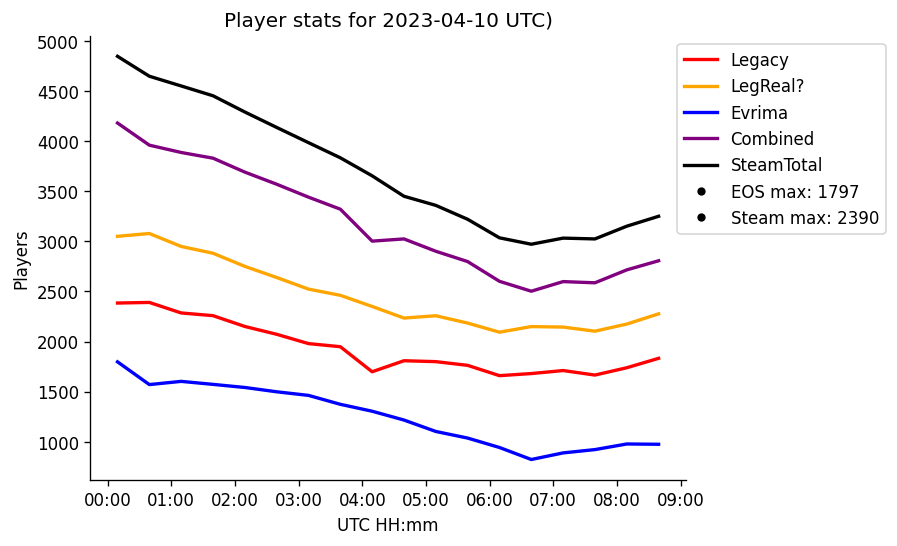 Player stats for 2023-04-10 UTC)
5000
4500
4000
3500
3000
2500
2000
1500
1000
Players
00:00 01:00 02:00 03:00 04:00 05:00 06:00 07:00 08:00 09:00
UTC HH:mm
Legacy
LegReal?
Evrima
Combined
SteamTotal
EOS max: 1797
Steam max: 2390